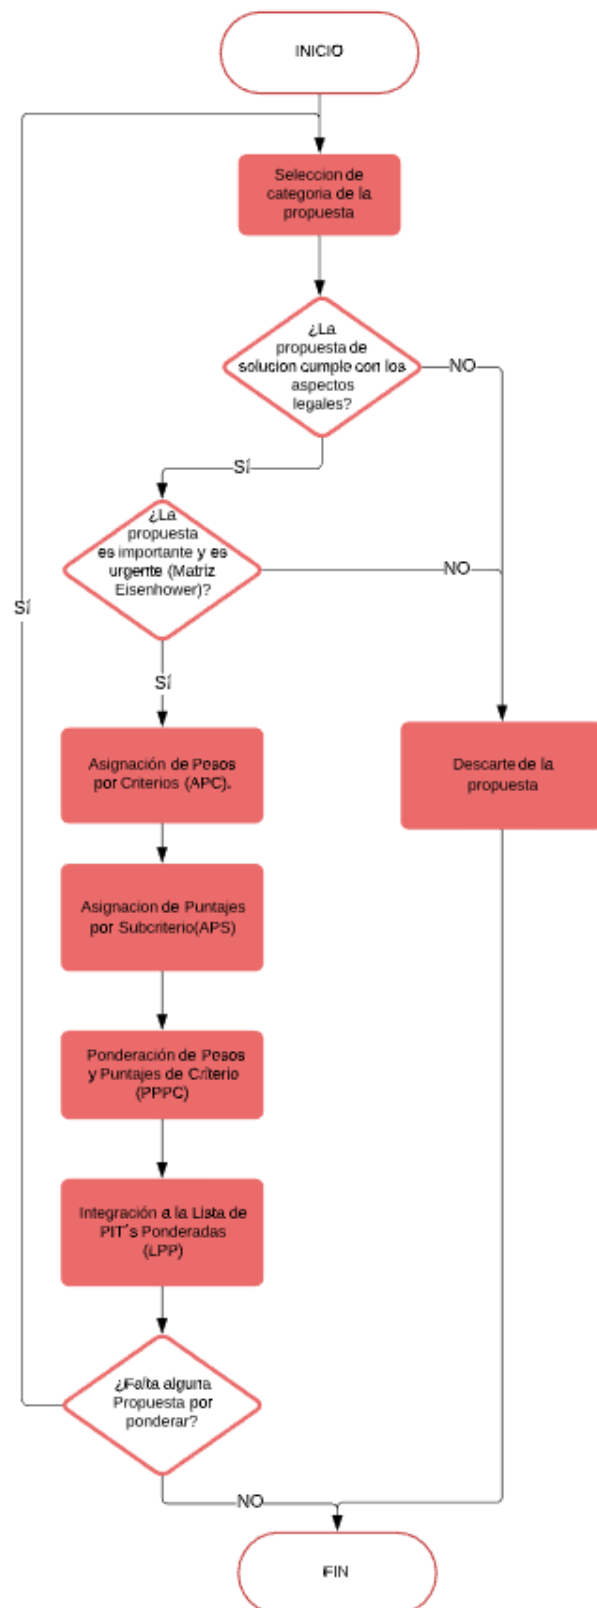 INICIO
Seleccion de
categoria de la
propuesta
¿La
propuesta de
solucion cumple con los
aspectos
legales?
NO
Sí
¿La
propuesta
es importante y es
urgente (Matriz
Eisenhower)?
NO
Sí
Sí
Asignación de Pesos
por Criterios (APC).
Descarte de la
propuesta
Asignacion de Puntajes
por Subcriterio(APS)
Ponderación de Pesos
y Puntajes de Criterio
(PPPC)
Integración a la Lista de
PIT´s Ponderadas
(LPP)
¿Falta alguna
Propuesta por
ponderar?
NO
FIN